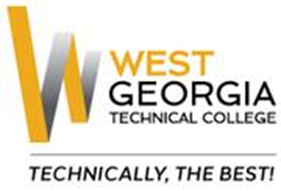 WEST
GEORGIA
TECHNICAL COLLEGE
TECHNICALLY, THE BEST!